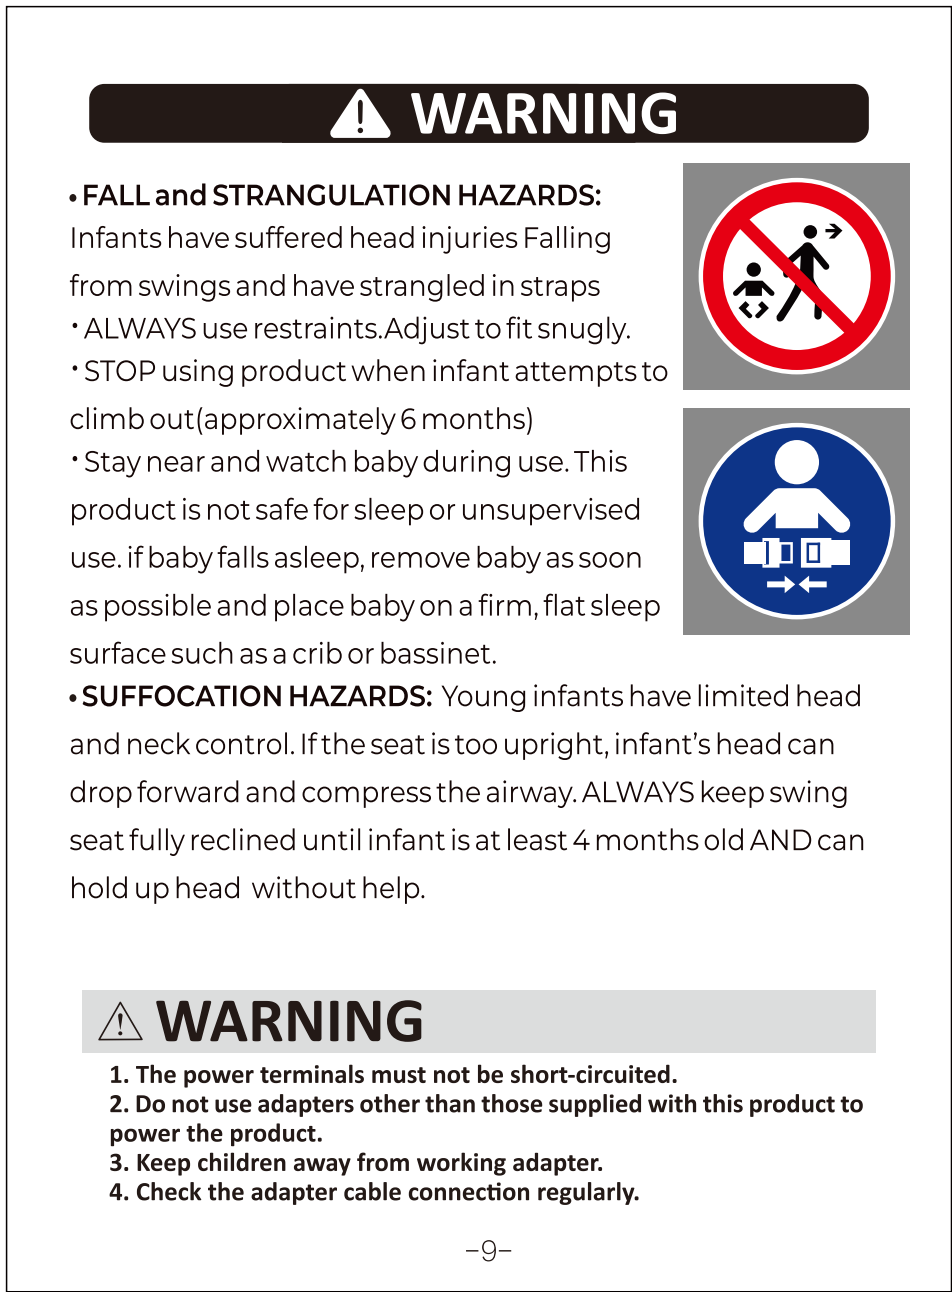 WARNING
• FALL and STRANGULATION HAZARDS:
Infants have suffered head injuries Falling
from swings and have strangled in straps
· ALWAYS use restraints.Adjust to fit snugly.
· STOP using product when infant attempts to
climb out(approximately 6 months)
· Stay near and watch baby during use. This
product is not safe for sleep or unsupervised
use. if baby falls asleep, remove baby as soon
as possible and place baby on a firm, flat sleep
surface such as a crib or bassinet.
• SUFFOCATION HAZARDS: Young infants have limited head
and neck control. If the seat is too upright, infant’s head can
drop forward and compress the airway. ALWAYS keep swing
seat fully reclined until infant is at least 4 months old AND can
hold up head without help.
WARNING
1. The power terminals must not be short-circuited.
2. Do not use adapters other than those supplied with this product to
power the product.
3. Keep children away from working adapter.
4. Check the adapter cable connection regularly.
-9-